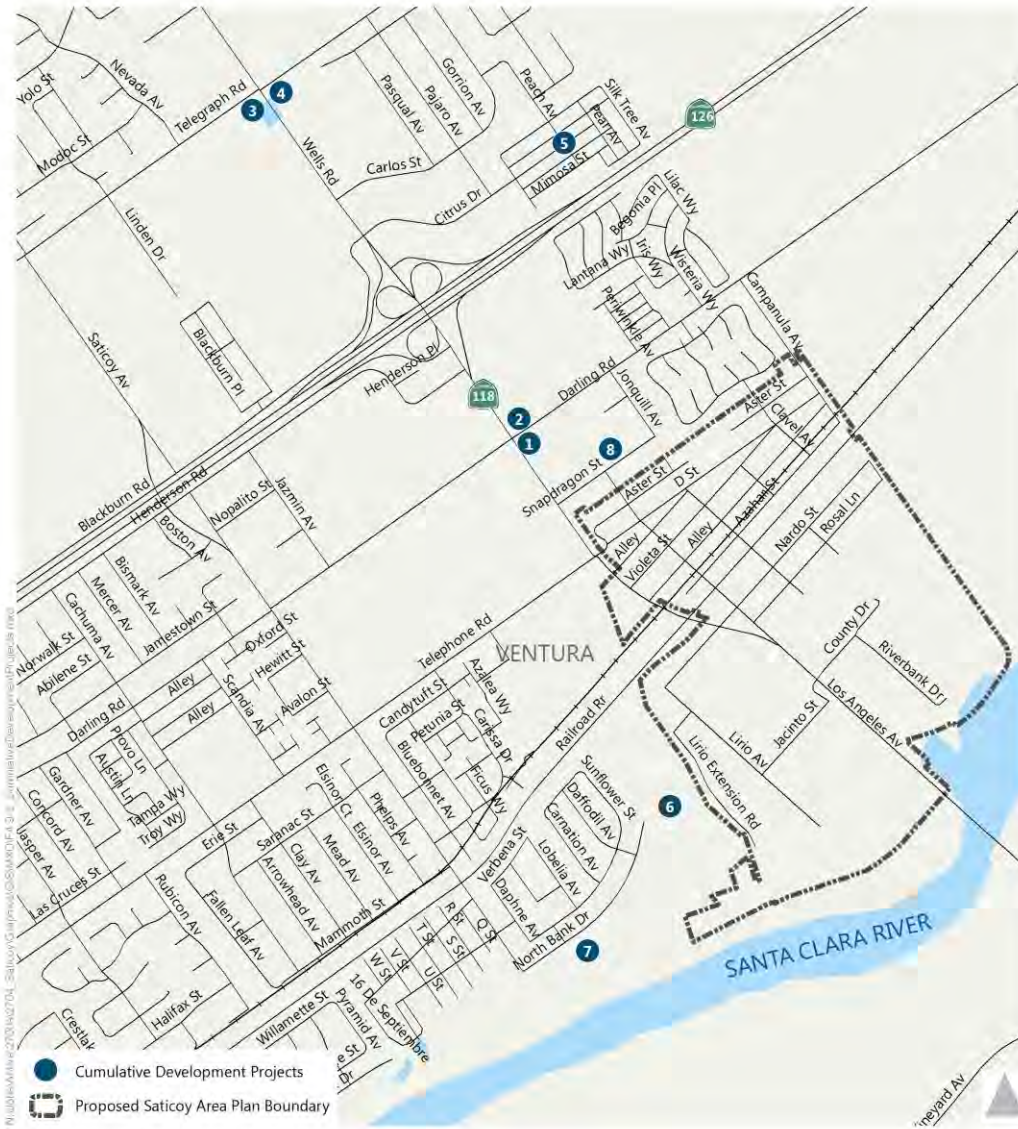 Yolo St
Nevada Av
Modoc St
Telegraph Rd
3
4
Linden Dr
Wells Rd
Pasqual Av
Pajaro Av
Gorrion Av
Peach Av
Silk Tree Av
Pear Av
5
Mimosa St
Carlos St
Citrus Dr
126
Begonia Pl
Lilac Wy
Lantana Wy
Iris Wy
Wisteria Wy
Periwinkle Av
Campanula Av
Saticoy Av
Blackburn Pl
Henderson Pl
118
2
1
Darling Rd
Jonquill Av
8
Snapdragon St
Aster St
Aster St
Clavel Av
D St
Azahar St
Alley
Alley
Violeta St
Nardo St
Rosal Ln
Blackburn Rd
Henderson Rd
Boston Av
Nopalito St
Jazmin Av
Bismark Av
Mercer Av
Cachuma Av
Jamestown St
Norwalk St
Abilene St
Oxford St
Hewitt St
Alley
Alley
Scandia Av
Avalon St
Darling Rd
Telephone Rd
VENTURA
County Dr
Riverbank Dr
Los Angeles Av
Jacinto St
Lirio Av
Lirio Extension Rd
Azalea Wy
Candytuft St
Petunia St
Carissa Dr
Bluebonnet Av
Ficus Wy
Railroad Rr
Sunflower St
6
Daffodil Av
Carnation Av
Lobelia Av
Verbena St
Daphne Av
North Bank Dr
7
Provo Ln
Austin Ln
Tampa Wy
Troy Wy
Gardner Av
Concord Av
Jasper Av
Las Cruces St
Erie St
Saranac St
Elsinor Ct
Elsinor Av
Phelps Av
Clay Av
Mead Av
Arrowhead Av
Mammoth St
Fallen Leaf Av
Rubicon Av
Halifax St
R St
Q St
T St
S St
V St
U St
W St
16 De Septiembre
Willamette St
Pyramid Av
e St
Dr
Crestlak
SANTA CLARA RIVER
ineyard Av
Cumulative Development Projects
Proposed Saticoy Area Plan Boundary